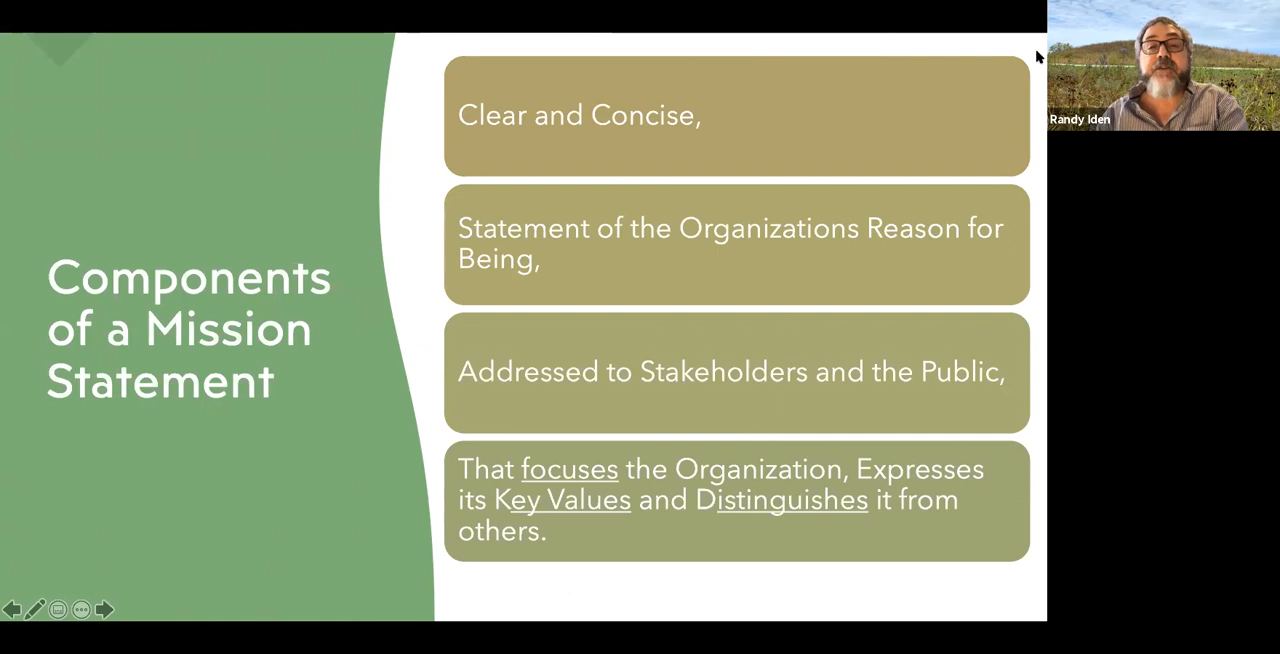 Components
of a Mission
Statement
Clear and Concise,
Statement of the Organizations Reason for
Being,
Addressed to Stakeholders and the Public,
That focuses the Organization, Expresses
its Key Values and Distinguishes it from
others.
Randy Iden